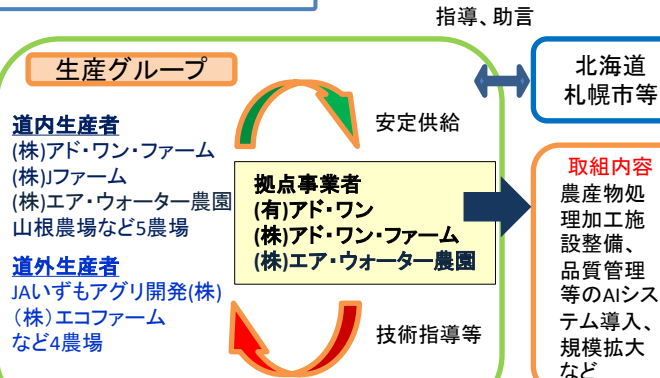 指導、助言
生産グループ
北海道
札幌市等
安定供給
道内生産者
(株)アド・ワン・ファーム
(株)Jファーム
(株)エア・ウォーター農園
山根農場など5農場
道外生産者
JAいずもアグリ開発(株)
（株）エコファーム
など4農場
拠点事業者
(有)アド・ワン
(株)アド・ワン・ファーム
(株)エア・ウォーター農園
技術指導等
取組内容
農産物処
理加工施
設整備、
品質管理
等のAIシス
テム導入、
規模拡大
など